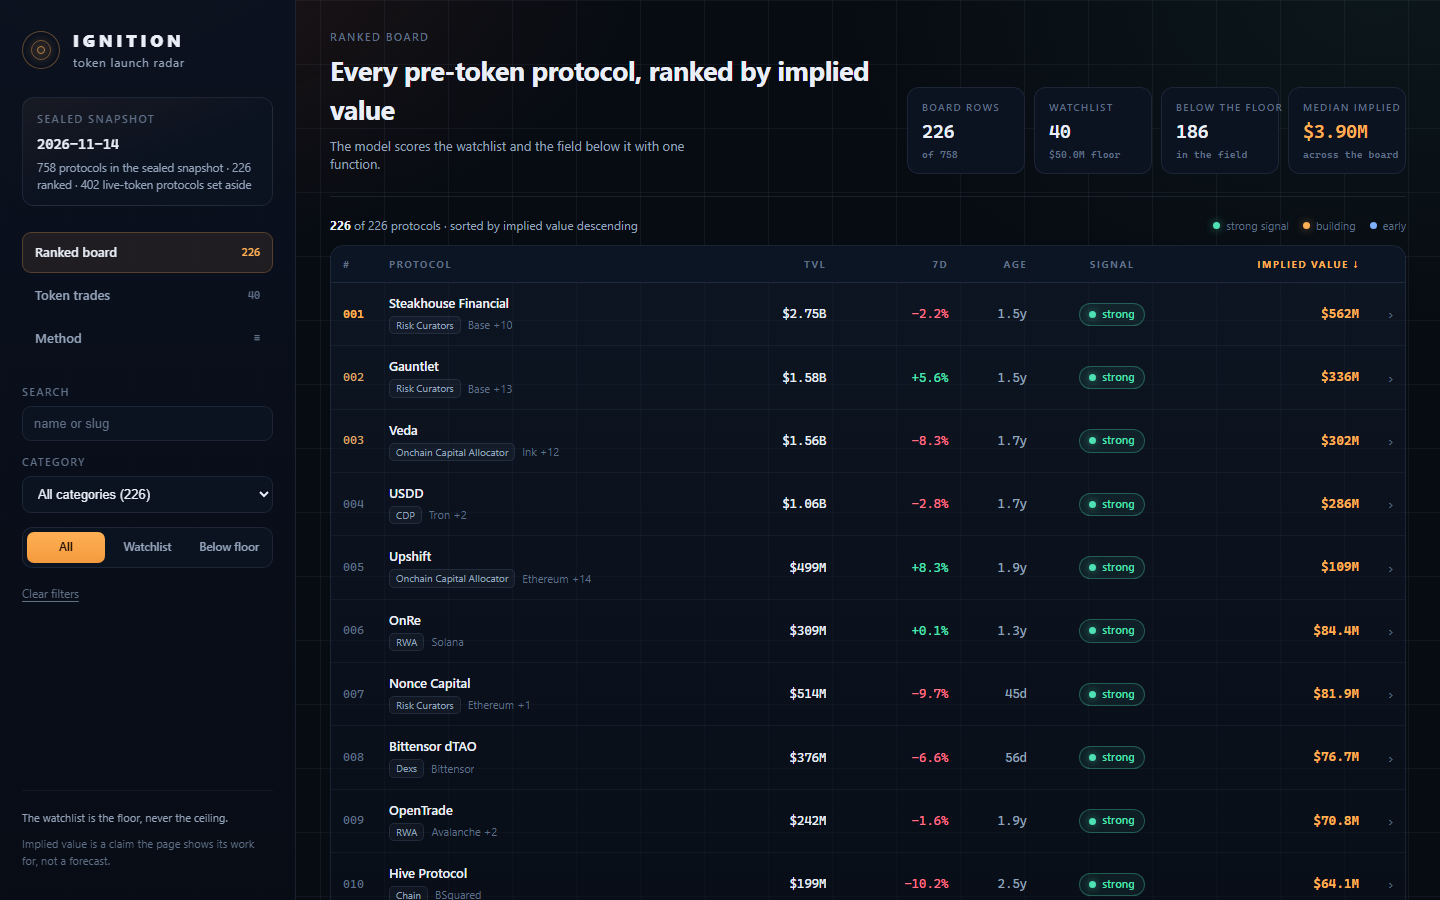 IGNITION
token launch radar
SEALED SNAPSHOT
2026-11-14
758 protocols in the sealed snapshot · 226
ranked · 402 live-token protocols set aside
Ranked board 226
Token trades 40
Method ≡
SEARCH
name or slug
CATEGORY
All categories (226)
All Watchlist Below floor
Clear filters
The watchlist is the floor, never the ceiling.
Implied value is a claim the page shows its work
for, not a forecast.
RANKED BOARD
Every pre-token protocol, ranked by implied
value
The model scores the watchlist and the field below it with one
function.
BOARD ROWS
226
of 758
WATCHLIST
40
$50.0M floor
BELOW THE FLOOR
186
in the field
MEDIAN IMPLIED
$3.90M
across the board
226 of 226 protocols · sorted by implied value descending
strong signal building early
# PROTOCOL TVL 7D AGE SIGNAL IMPLIED VALUE ↓
001 Steakhouse Financial $2.75B −2.2% 1.5y strong $562M ›
Risk Curators Base +10
002 Gauntlet $1.58B +5.6% 1.5y strong $336M ›
Risk Curators Base +13
003 Veda $1.56B −8.3% 1.7y strong $302M ›
Onchain Capital Allocator Ink +12
004 USDD $1.06B −2.8% 1.7y strong $286M ›
CDP Tron +2
005 Upshift $499M +8.3% 1.9y strong $109M ›
Onchain Capital Allocator Ethereum +14
006 OnRe $309M +0.1% 1.3y strong $84.4M ›
RWA Solana
007 Nonce Capital $514M −9.7% 45d strong $81.9M ›
Risk Curators Ethereum +1
008 Bittensor dTAO $376M −6.6% 56d strong $76.7M ›
Dexs Bittensor
009 OpenTrade $242M −1.6% 1.9y strong $70.8M ›
RWA Avalanche +2
010 Hive Protocol $199M −10.2% 2.5y strong $64.1M ›
Chain BSquared